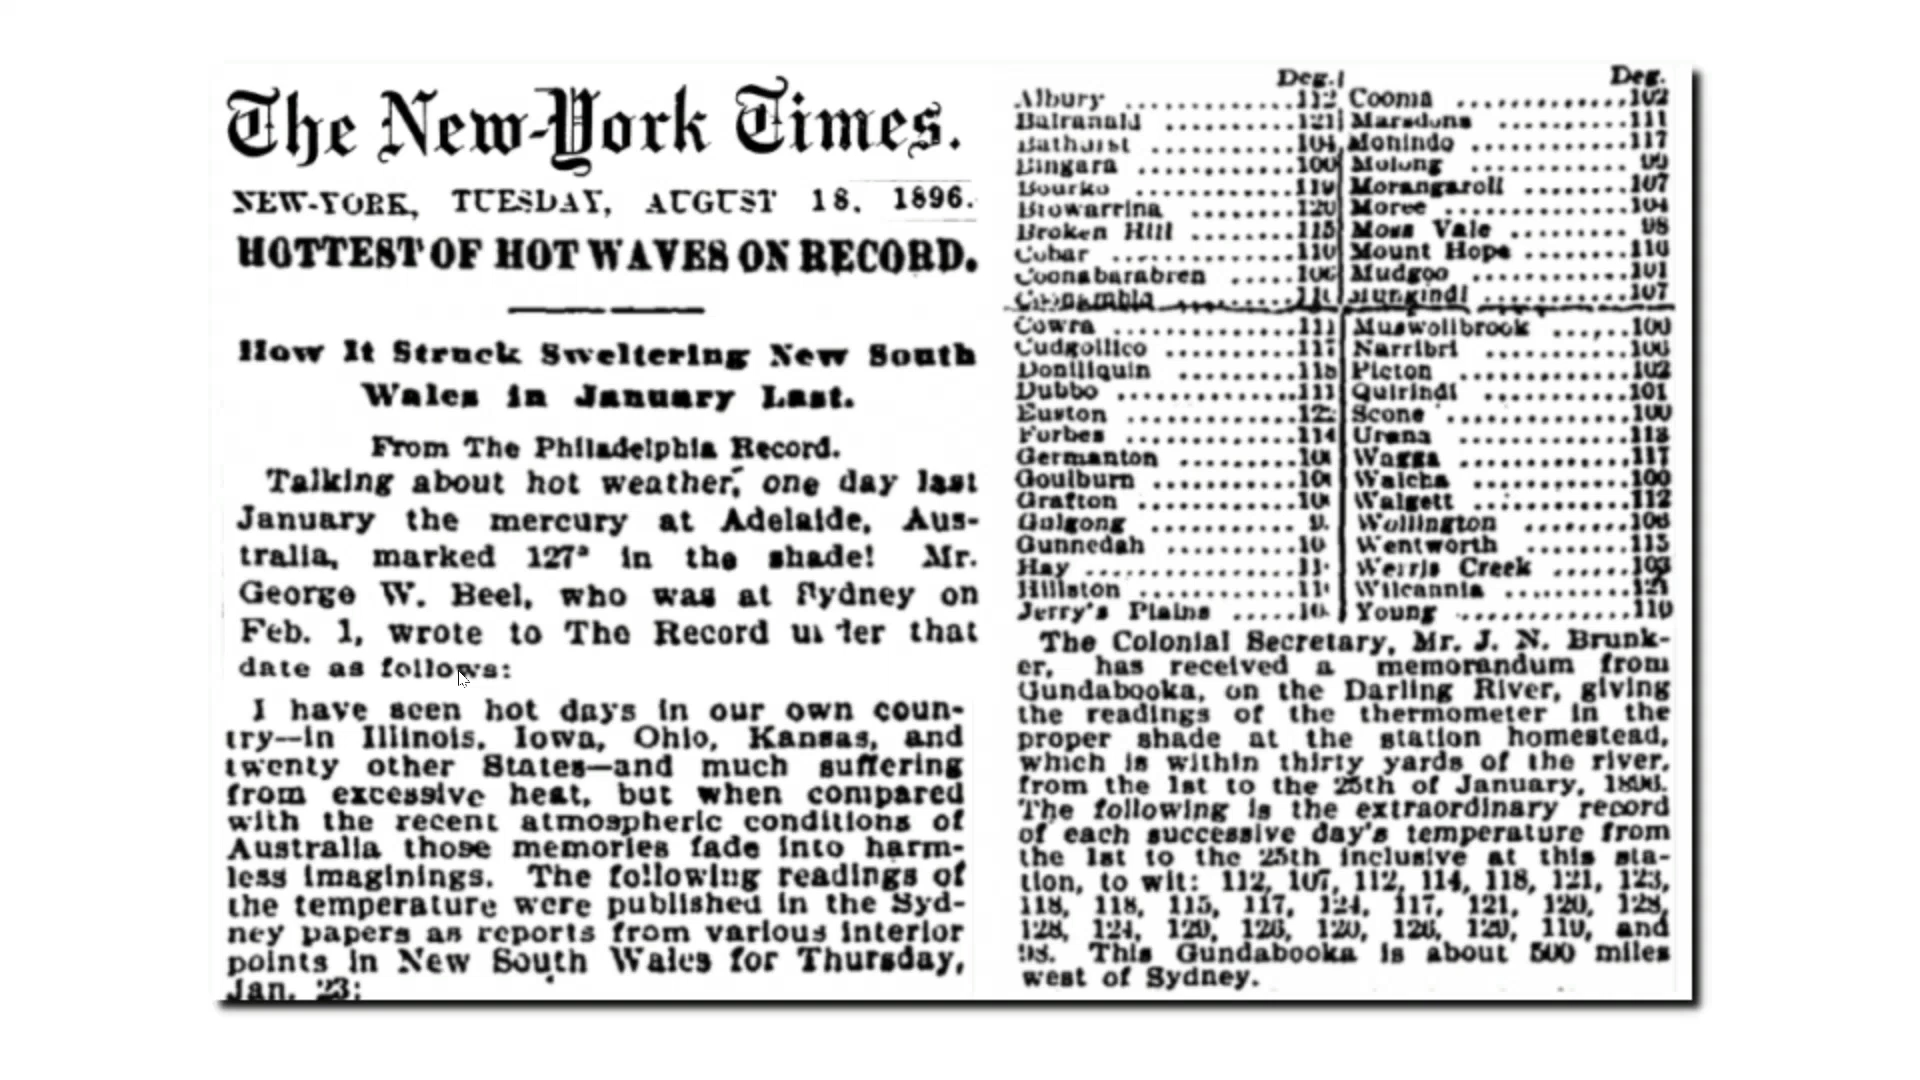 The New-York Times.
NEW-YORK, TUESDAY, AUGUST 18, 1896.
HOTTEST OF HOT WAVES ON RECORD.
How It Struck Sweltering New South
Wales in January Last.
From The Philadelphia Record.
Talking about hot weather, one day last
January the mercury at Adelaide, Aus-
tralia, marked 127° in the shade! Mr.
George W. Beel, who was at Sydney on
Feb. 1, wrote to The Record under that
date as follows:
I have seen hot days in our own coun-
try—in Illinois, Iowa, Ohio, Kansas, and
twenty other States—and much suffering
from excessive heat, but when compared
with the recent atmospheric conditions of
Australia those memories fade into harm-
less imaginings. The following readings of
the temperature were published in the Syd-
ney papers as reports from various interior
points in New South Wales for Thursday,
Jan. 23:
Deg.
Albury 112
Balranald 121
Bathurst 104
Bingara 100
Bourke
Brewarrina 120
Broken Hill 115
Cobar 110
Coonabarabren 106
Coonamble
Cowra 111
Cudgellico 117
Deniliquin 118
Dubbo 111
Euston
Forbes 114
Germanton
Goulburn
Grafton
Gulgong
Gunnedah
Hay
Hillston
Jerry's Plains
Deg.
Cooma 102
Marsdens 111
Menindie 117
Molong 99
Morangarell 107
Moree 104
Moss Vale 98
Mount Hope
Mudgee 101
Mungindi 107
Muswellbrook 100
Narribri 106
Picton 102
Quirindi 101
Scone 100
Urana 118
Wagga 117
Walcha 100
Walgett 112
Wellington
Wentworth 115
Werris Creek 103
Wilcannia 121
Young 110
The Colonial Secretary, Mr. J. N. Brunk-
er, has received a memorandum from
Gundabooka, on the Darling River, giving
the readings of the thermometer in the
proper shade at the station homestead,
which is within thirty yards of the river,
from the 1st to the 25th of January, 1896.
The following is the extraordinary record
of each successive day's temperature from
the 1st to the 25th inclusive at this sta-
tion, to wit: 112, 107, 112, 114, 118, 121, 123,
118, 118, 115, 117, 124, 117, 121, 120, 128,
128, 124, 120, 126, 120, 126, 120, 110, and
98. This Gundabooka is about 500 miles
west of Sydney.